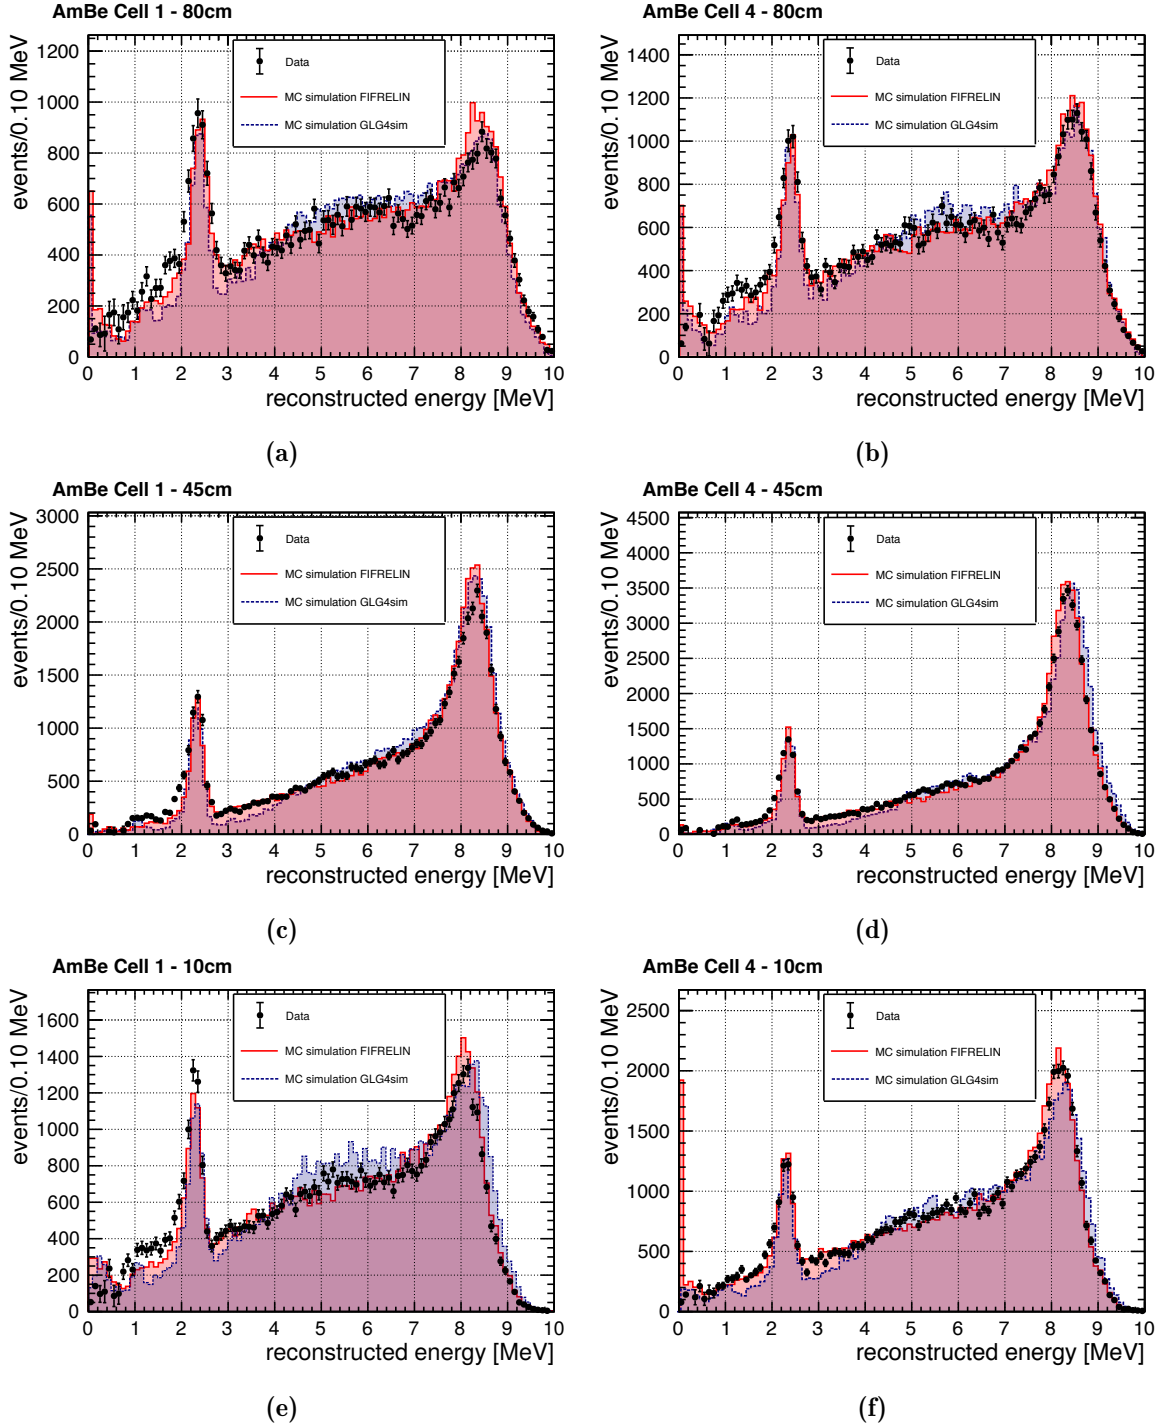 AmBe Cell 1 - 80cm
events/0.10 MeV
1200
1000
800
600
400
200
0
Data
MC simulation FIFRELIN
MC simulation GLG4sim
0 1 2 3 4 5 6 7 8 9 10
reconstructed energy [MeV]
(a)
AmBe Cell 4 - 80cm
events/0.10 MeV
1400
1200
1000
800
600
400
200
0
Data
MC simulation FIFRELIN
MC simulation GLG4sim
0 1 2 3 4 5 6 7 8 9 10
reconstructed energy [MeV]
(b)
AmBe Cell 1 - 45cm
events/0.10 MeV
3000
2500
2000
1500
1000
500
0
Data
MC simulation FIFRELIN
MC simulation GLG4sim
0 1 2 3 4 5 6 7 8 9 10
reconstructed energy [MeV]
(c)
AmBe Cell 4 - 45cm
events/0.10 MeV
4500
4000
3500
3000
2500
2000
1500
1000
500
0
Data
MC simulation FIFRELIN
MC simulation GLG4sim
0 1 2 3 4 5 6 7 8 9 10
reconstructed energy [MeV]
(d)
AmBe Cell 1 - 10cm
events/0.10 MeV
1600
1400
1200
1000
800
600
400
200
0
Data
MC simulation FIFRELIN
MC simulation GLG4sim
0 1 2 3 4 5 6 7 8 9 10
reconstructed energy [MeV]
(e)
AmBe Cell 4 - 10cm
events/0.10 MeV
2500
2000
1500
1000
500
0
Data
MC simulation FIFRELIN
MC simulation GLG4sim
0 1 2 3 4 5 6 7 8 9 10
reconstructed energy [MeV]
(f)